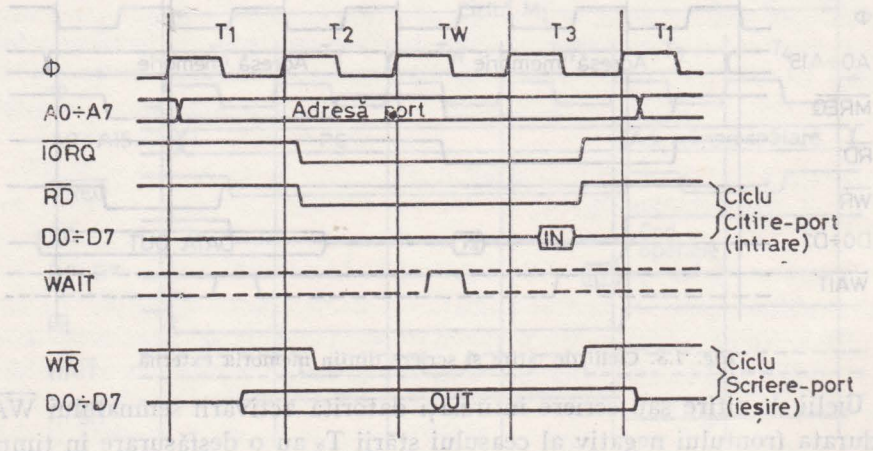 T1 T2 TW T3 T1
Φ
A0÷A7 Adresă port
IORQ
RD
D0÷D7 IN
Ciclu
Citire-port
(intrare)
WAIT
WR
D0÷D7 OUT
Ciclu
Scriere-port
(ieșire)